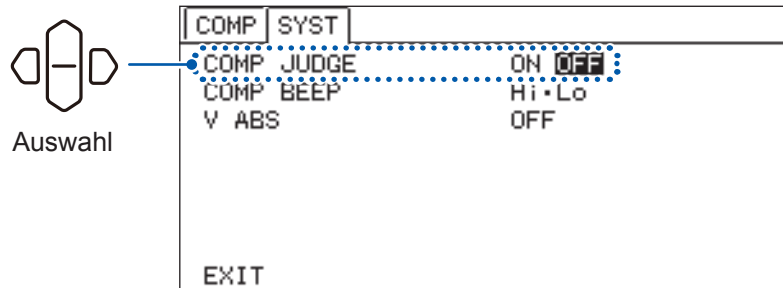 COMP SYST
COMP JUDGE ON OFF
COMP BEEP Hi・Lo
V ABS OFF
Auswahl
EXIT